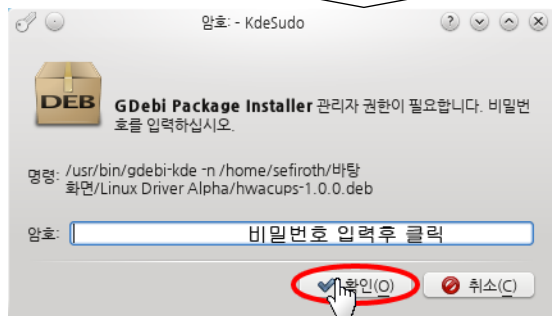 암호: - KdeSudo
DEB
GDebi Package Installer 관리자 권한이 필요합니다. 비밀번
호를 입력하십시오.
명령: /usr/bin/gdebi-kde -n /home/sefiroth/바탕
화면/Linux Driver Alpha/hwacups-1.0.0.deb
암호: 비밀번호 입력후 클릭
확인(O) 취소(C)